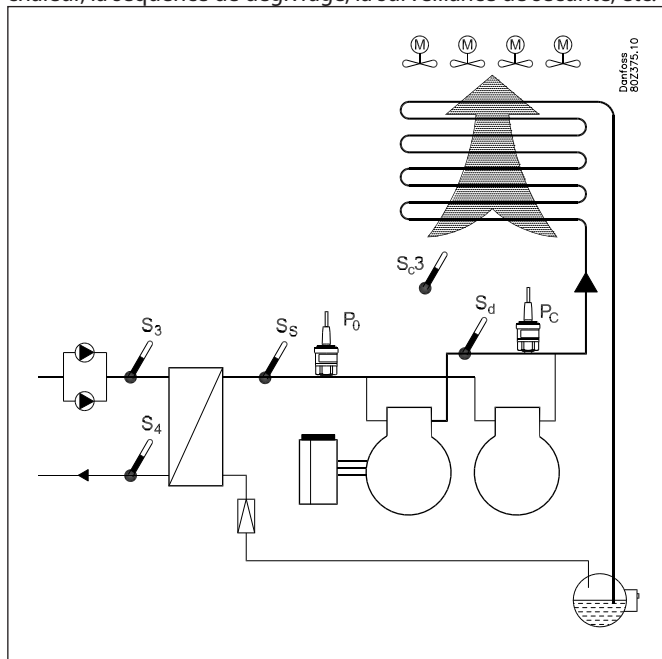 chaleur, la séquence de dégivrage, la surveillance de sécurité, etc.
M M M M
Danfoss
80Z375.10
Sc3
S3
SS
P0
Sd
PC
S4